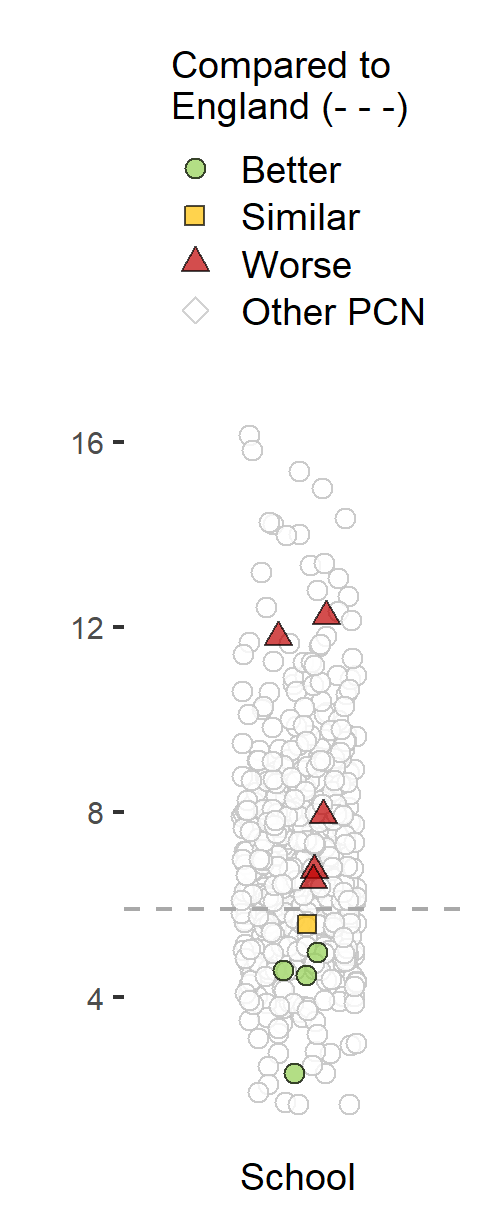 Compared to
England (- - -)
Better
Similar
Worse
Other PCN
16
12
8
4
School